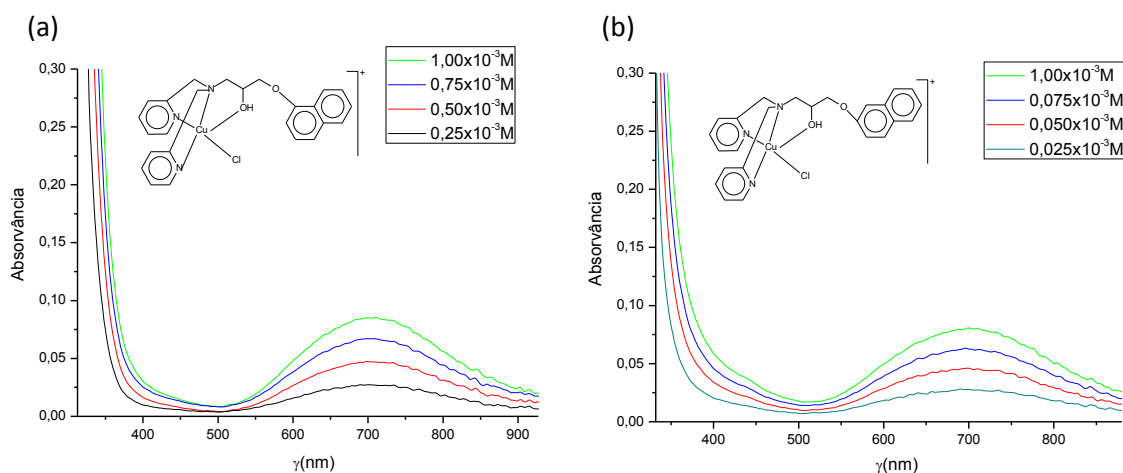 (a)
1,00x10⁻³M
0,75x10⁻³M
0,50x10⁻³M
0,25x10⁻³M
0,30
0,25
0,20
0,15
0,10
0,05
0,00
Absorvância
N
OH
O
N
Cu
Cl
N
+
400 500 600 700 800 900
γ(nm)
(b)
1,00x10⁻³M
0,075x10⁻³M
0,050x10⁻³M
0,025x10⁻³M
0,30
0,25
0,20
0,15
0,10
0,05
0,00
Absorvância
N
OH
O
N
Cu
Cl
N
+
400 500 600 700 800
γ(nm)